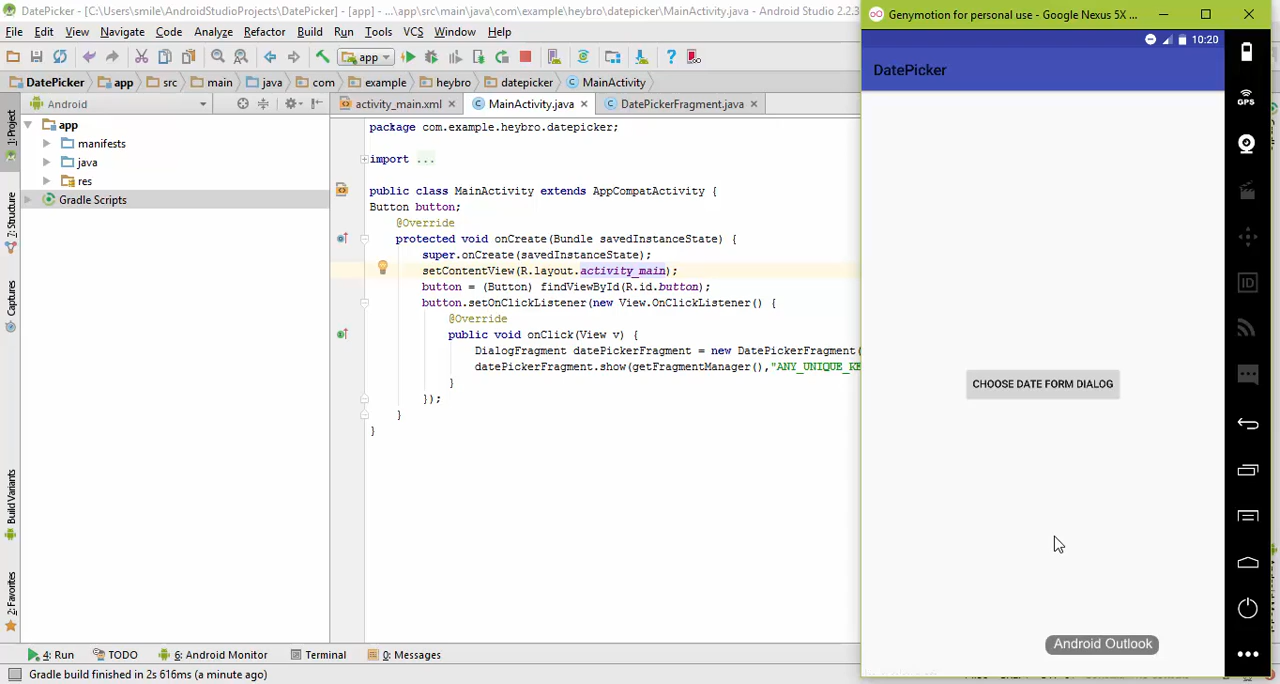 DatePicker - [C:\Users\smile\AndroidStudioProjects\DatePicker] - [app] - ...\app\src\main\java\com\example\heybro\datepicker\MainActivity.java - Android Studio 2.2.3
File Edit View Navigate Code Analyze Refactor Build Run Tools VCS Window Help
app
DatePicker app src main java com example heybro datepicker MainActivity
Android
activity_main.xml MainActivity.java DatePickerFragment.java
1: Project
7: Structure
Captures
Build Variants
2: Favorites
app
manifests
java
res
Gradle Scripts
package com.example.heybro.datepicker;
import ...
public class MainActivity extends AppCompatActivity {
Button button;
@Override
protected void onCreate(Bundle savedInstanceState) {
super.onCreate(savedInstanceState);
setContentView(R.layout.activity_main);
button = (Button) findViewById(R.id.button);
button.setOnClickListener(new View.OnClickListener() {
@Override
public void onClick(View v) {
DialogFragment datePickerFragment = new DatePickerFragment(
datePickerFragment.show(getFragmentManager(),"ANY_UNIQUE_KE
}
});
}
}
4: Run TODO 6: Android Monitor Terminal 0: Messages
Gradle build finished in 2s 616ms (a minute ago)
Genymotion for personal use - Google Nexus 5X ...
10:20
DatePicker
CHOOSE DATE FORM DIALOG
Android Outlook
GPS
ID